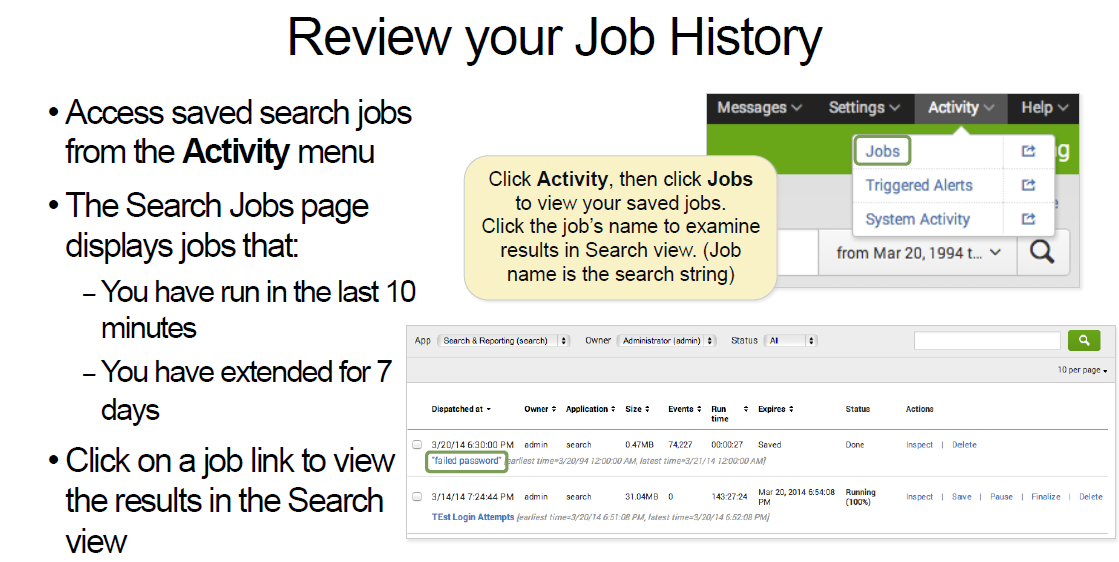 Review your Job History
• Access saved search jobs
from the Activity menu
• The Search Jobs page
displays jobs that:
– You have run in the last 10
minutes
– You have extended for 7
days
• Click on a job link to view
the results in the Search
view
Click Activity, then click Jobs
to view your saved jobs.
Click the job's name to examine
results in Search view. (Job
name is the search string)
Messages Settings Activity Help
Jobs
Triggered Alerts
System Activity
from Mar 20, 1994 t...
App Search & Reporting (search) Owner Administrator (admin) Status All
10 per page
Dispatched at Owner Application Size Events Run time Expires Status Actions
3/20/14 6:30:00 PM admin search 0.47MB 74,227 00:00:27 Saved Done Inspect | Delete
"failed password" [earliest time=3/20/94 12:00:00 AM, latest time=3/21/14 12:00:00 AM]
3/14/14 7:24:44 PM admin search 31.04MB 0 143:27:24 Mar 20, 2014 6:54:08 PM Running (100%) Inspect | Save | Pause | Finalize | Delete
TEst Login Attempts [earliest time=3/20/14 6:51:08 PM, latest time=3/20/14 6:52:08 PM]